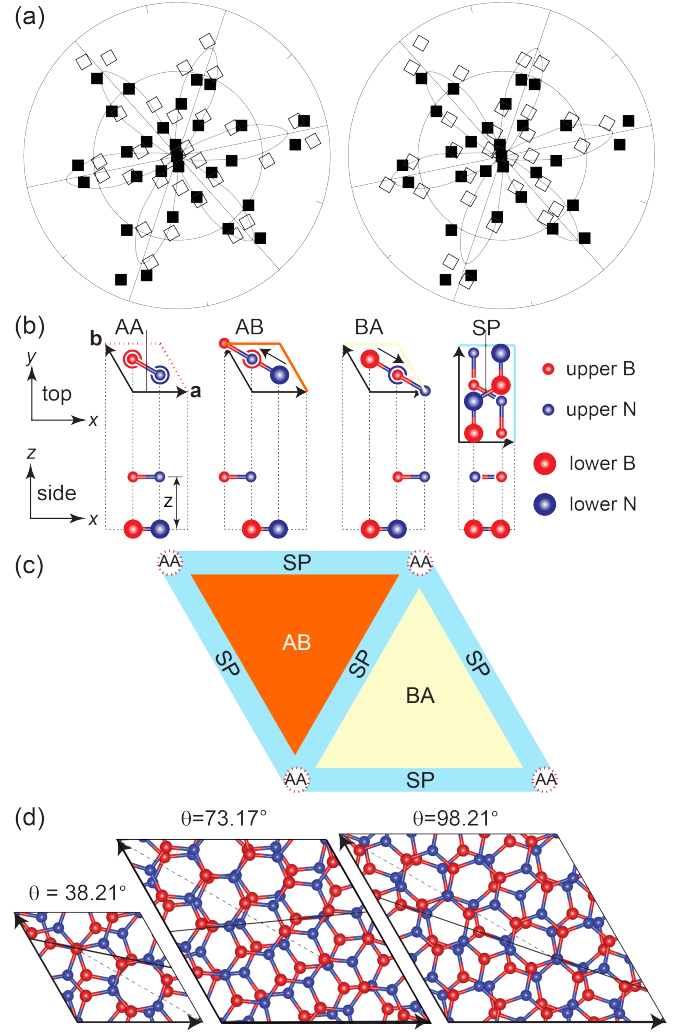 (a)
(b)
AA
AB
BA
SP
b
a
y
top
x
z
side
x
z
upper B
upper N
lower B
lower N
(c)
AA
SP
AA
AB
SP
SP
SP
BA
AA
SP
AA
(d)
θ=73.17°
θ=98.21°
θ = 38.21°